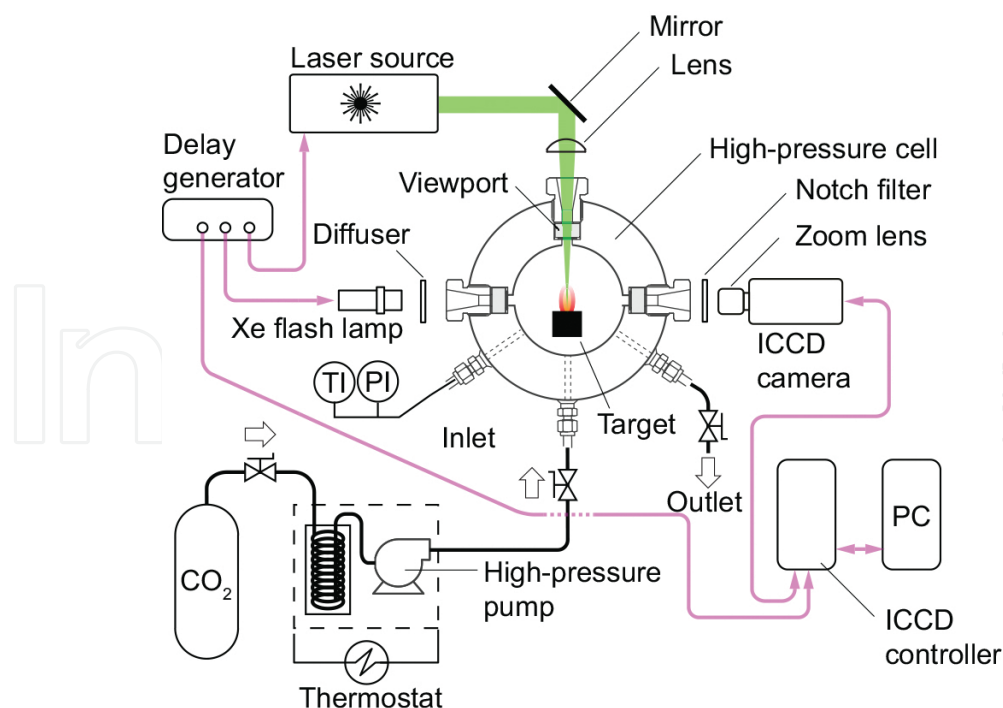 Mirror
Laser source
Lens
Delay
generator
High-pressure cell
Viewport
Notch filter
Diffuser
Zoom lens
Xe flash lamp
ICCD
camera
TI
PI
Target
Inlet
Outlet
PC
CO2
High-pressure
pump
ICCD
controller
Thermostat
In